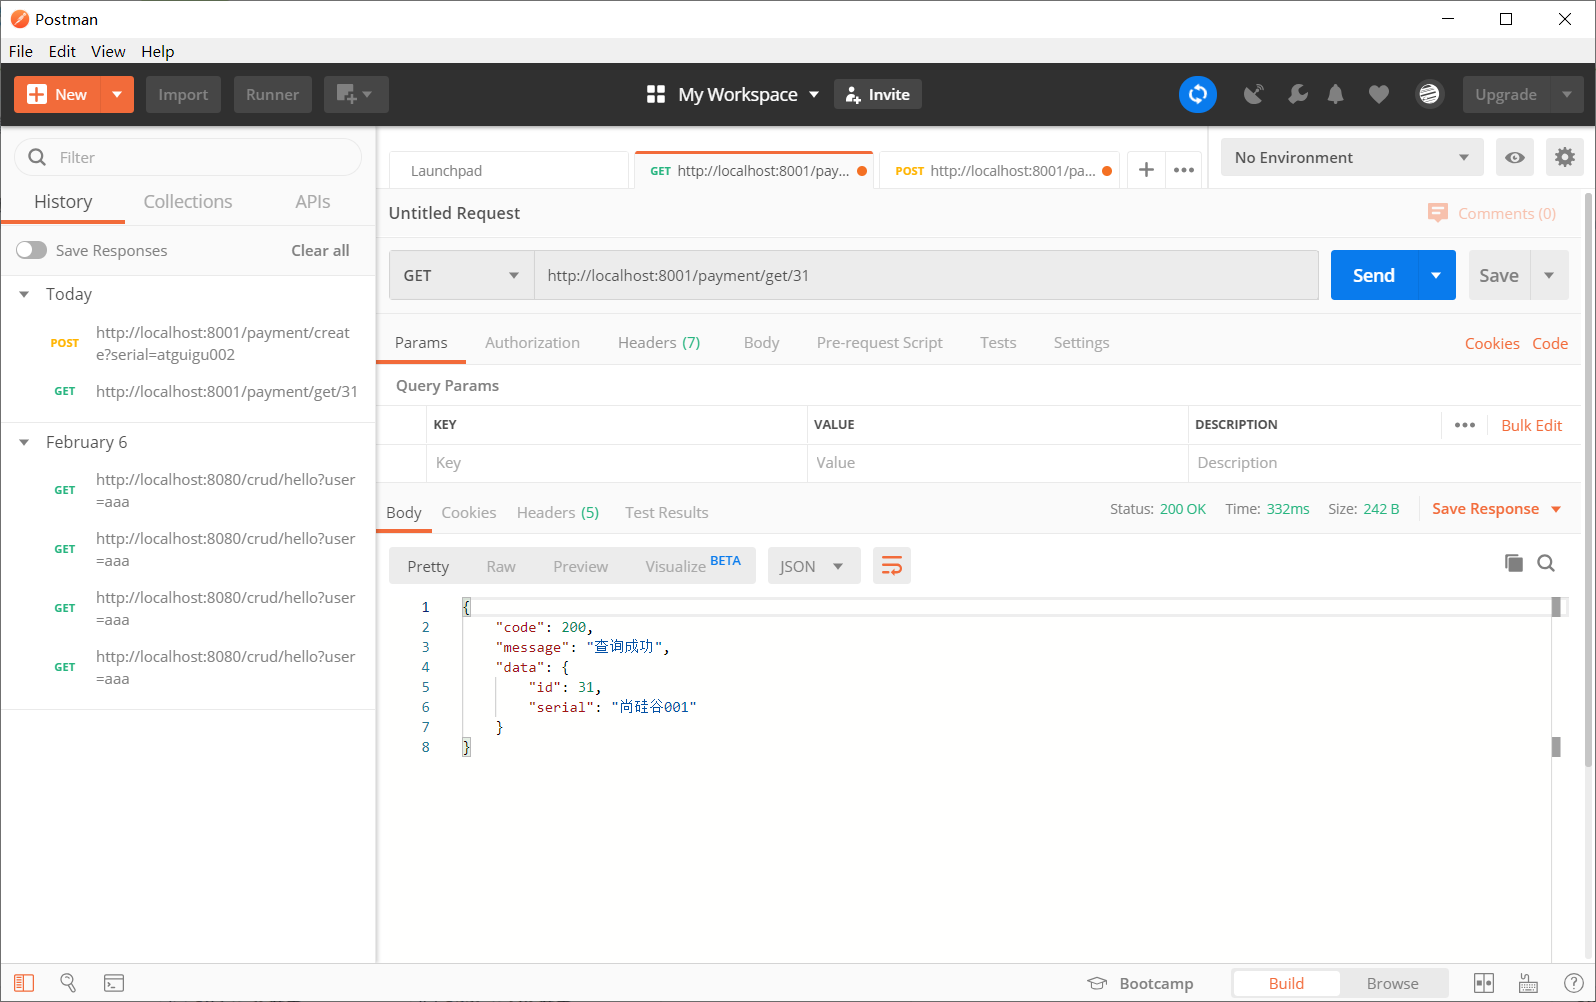 Postman
File Edit View Help
New Import Runner My Workspace Invite Upgrade
Filter
History Collections APIs
Save Responses Clear all
Today
POST http://localhost:8001/payment/creat
e?serial=atguigu002
GET http://localhost:8001/payment/get/31
February 6
GET http://localhost:8080/crud/hello?user
=aaa
GET http://localhost:8080/crud/hello?user
=aaa
GET http://localhost:8080/crud/hello?user
=aaa
GET http://localhost:8080/crud/hello?user
=aaa
Launchpad GET http://localhost:8001/pay... POST http://localhost:8001/pa... No Environment
Untitled Request Comments (0)
GET http://localhost:8001/payment/get/31 Send Save
Params Authorization Headers (7) Body Pre-request Script Tests Settings Cookies Code
Query Params
KEY VALUE DESCRIPTION Bulk Edit
Key Value Description
Body Cookies Headers (5) Test Results Status: 200 OK Time: 332ms Size: 242 B Save Response
Pretty Raw Preview Visualize BETA JSON
1 {
2 "code": 200,
3 "message": "查询成功",
4 "data": {
5 "id": 31,
6 "serial": "尚硅谷001"
7 }
8 }
Bootcamp Build Browse